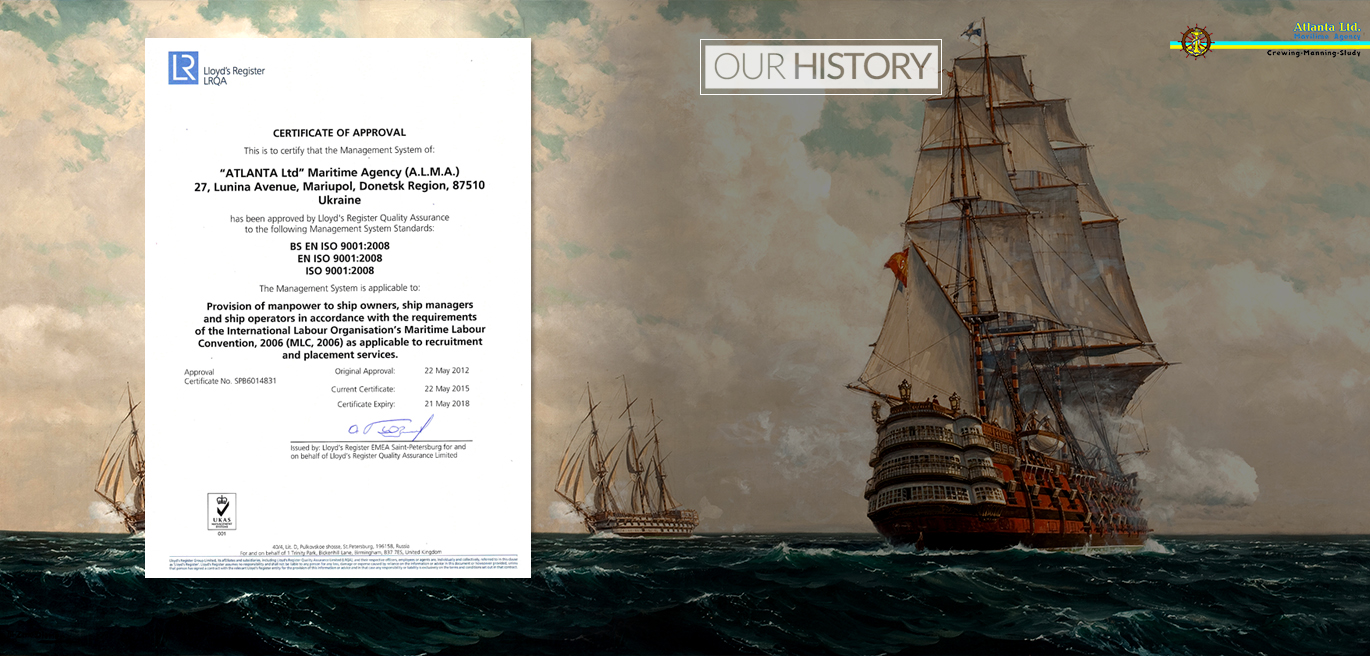 Lloyd's Register
LRQA
CERTIFICATE OF APPROVAL
This is to certify that the Management System of:
"ATLANTA Ltd" Maritime Agency (A.L.M.A.)
27, Lunina Avenue, Mariupol, Donetsk Region, 87510
Ukraine
has been approved by Lloyd's Register Quality Assurance
to the following Management System Standards:
BS EN ISO 9001:2008
EN ISO 9001:2008
ISO 9001:2008
The Management System is applicable to:
Provision of manpower to ship owners, ship managers
and ship operators in accordance with the requirements
of the International Labour Organisation's Maritime Labour
Convention, 2006 (MLC, 2006) as applicable to recruitment
and placement services.
Approval
Certificate No. SPB6014831
Original Approval: 22 May 2012
Current Certificate: 22 May 2015
Certificate Expiry: 21 May 2018
Issued by: Lloyd's Register EMEA Saint-Petersburg for and
on behalf of Lloyd's Register Quality Assurance Limited
UKAS
MANAGEMENT
SYSTEMS
001
40/4, Lit. D, Pulkovskoe shosse, St.Petersburg, 196158, Russia
For and on behalf of 1 Trinity Park, Bickenhill Lane, Birmingham, B37 7ES, United Kingdom
OUR HISTORY
Atlanta Ltd.
Maritime Agency
Crewing-Manning-Study